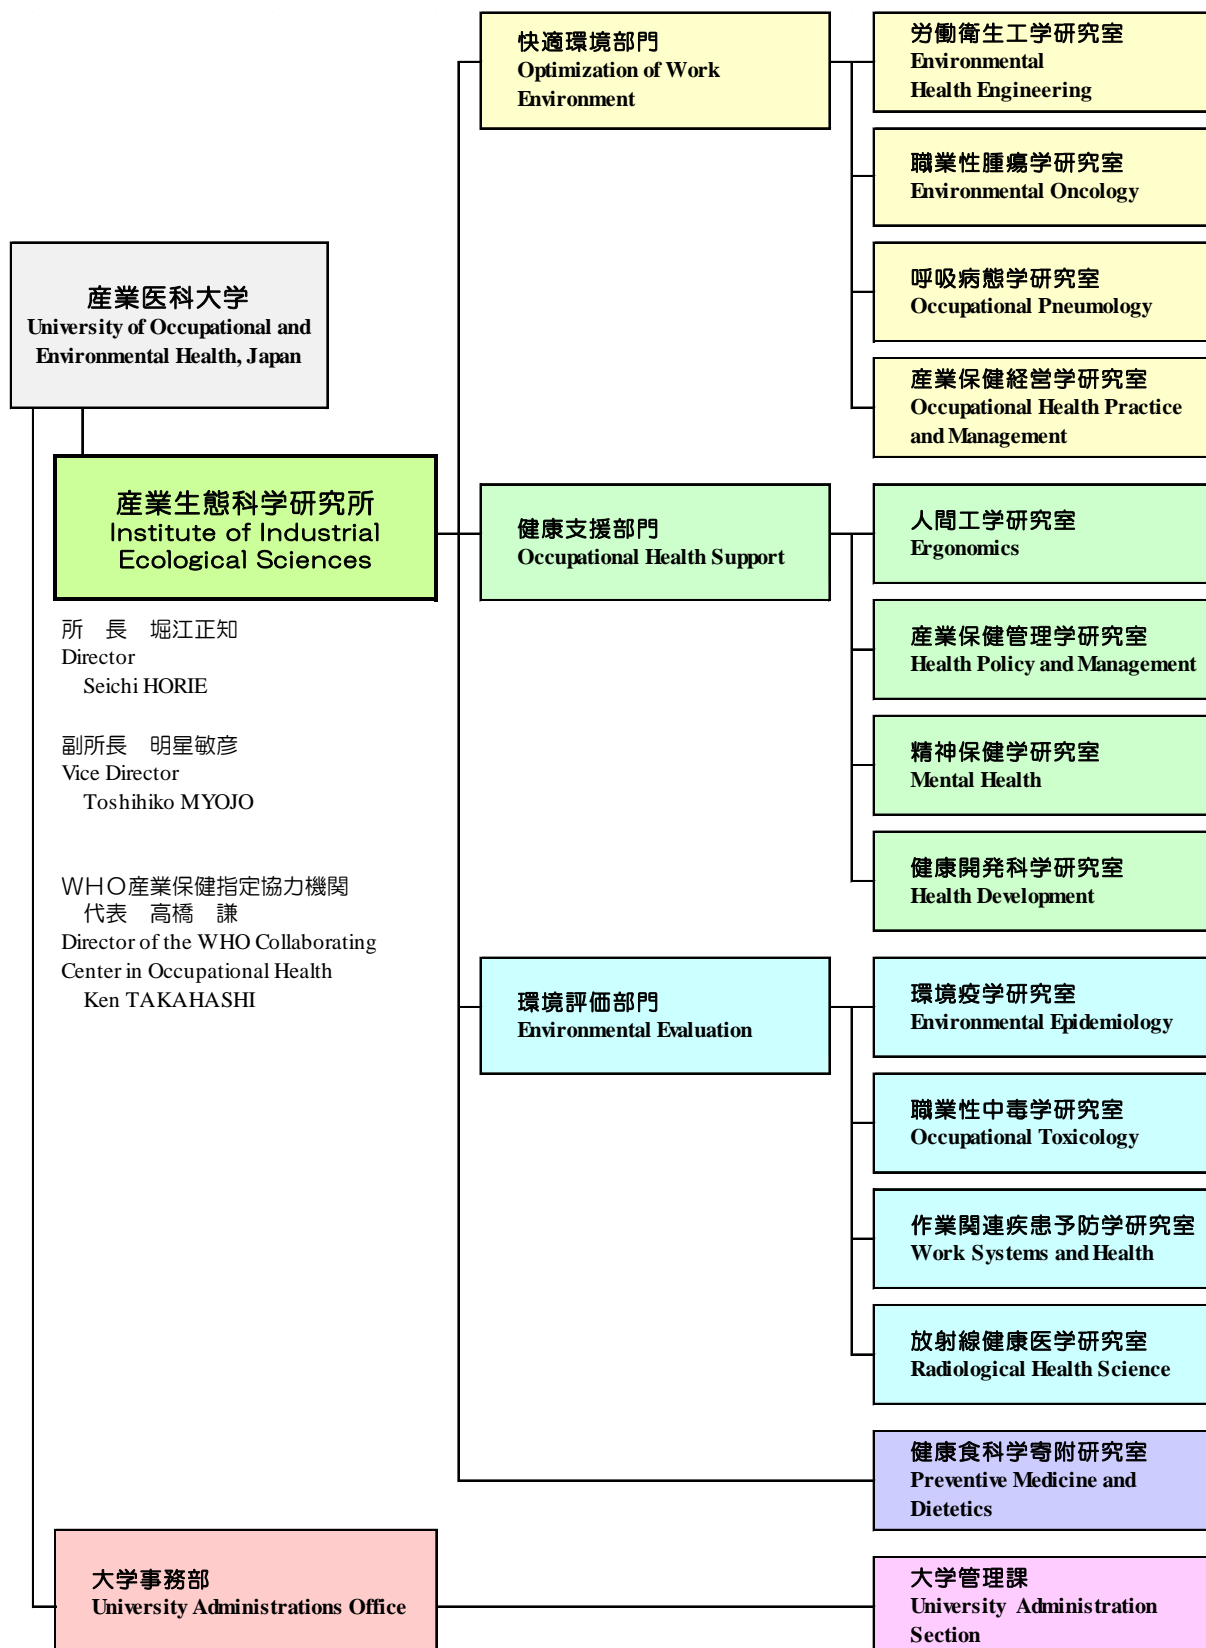 産業医科大学
University of Occupational and
Environmental Health, Japan
産業生態科学研究所
Institute of Industrial
Ecological Sciences
所　長　堀江正知
Director
Seichi HORIE
副所長　明星敏彦
Vice Director
Toshihiko MYOJO
WHO産業保健指定協力機関
代表　高橋　謙
Director of the WHO Collaborating
Center in Occupational Health
Ken TAKAHASHI
快適環境部門
Optimization of Work
Environment
労働衛生工学研究室
Environmental
Health Engineering
職業性腫瘍学研究室
Environmental Oncology
呼吸病態学研究室
Occupational Pneumology
産業保健経営学研究室
Occupational Health Practice
and Management
健康支援部門
Occupational Health Support
人間工学研究室
Ergonomics
産業保健管理学研究室
Health Policy and Management
精神保健学研究室
Mental Health
健康開発科学研究室
Health Development
環境評価部門
Environmental Evaluation
環境疫学研究室
Environmental Epidemiology
職業性中毒学研究室
Occupational Toxicology
作業関連疾患予防学研究室
Work Systems and Health
放射線健康医学研究室
Radiological Health Science
健康食科学寄附研究室
Preventive Medicine and
Dietetics
大学事務部
University Administrations Office
大学管理課
University Administration
Section